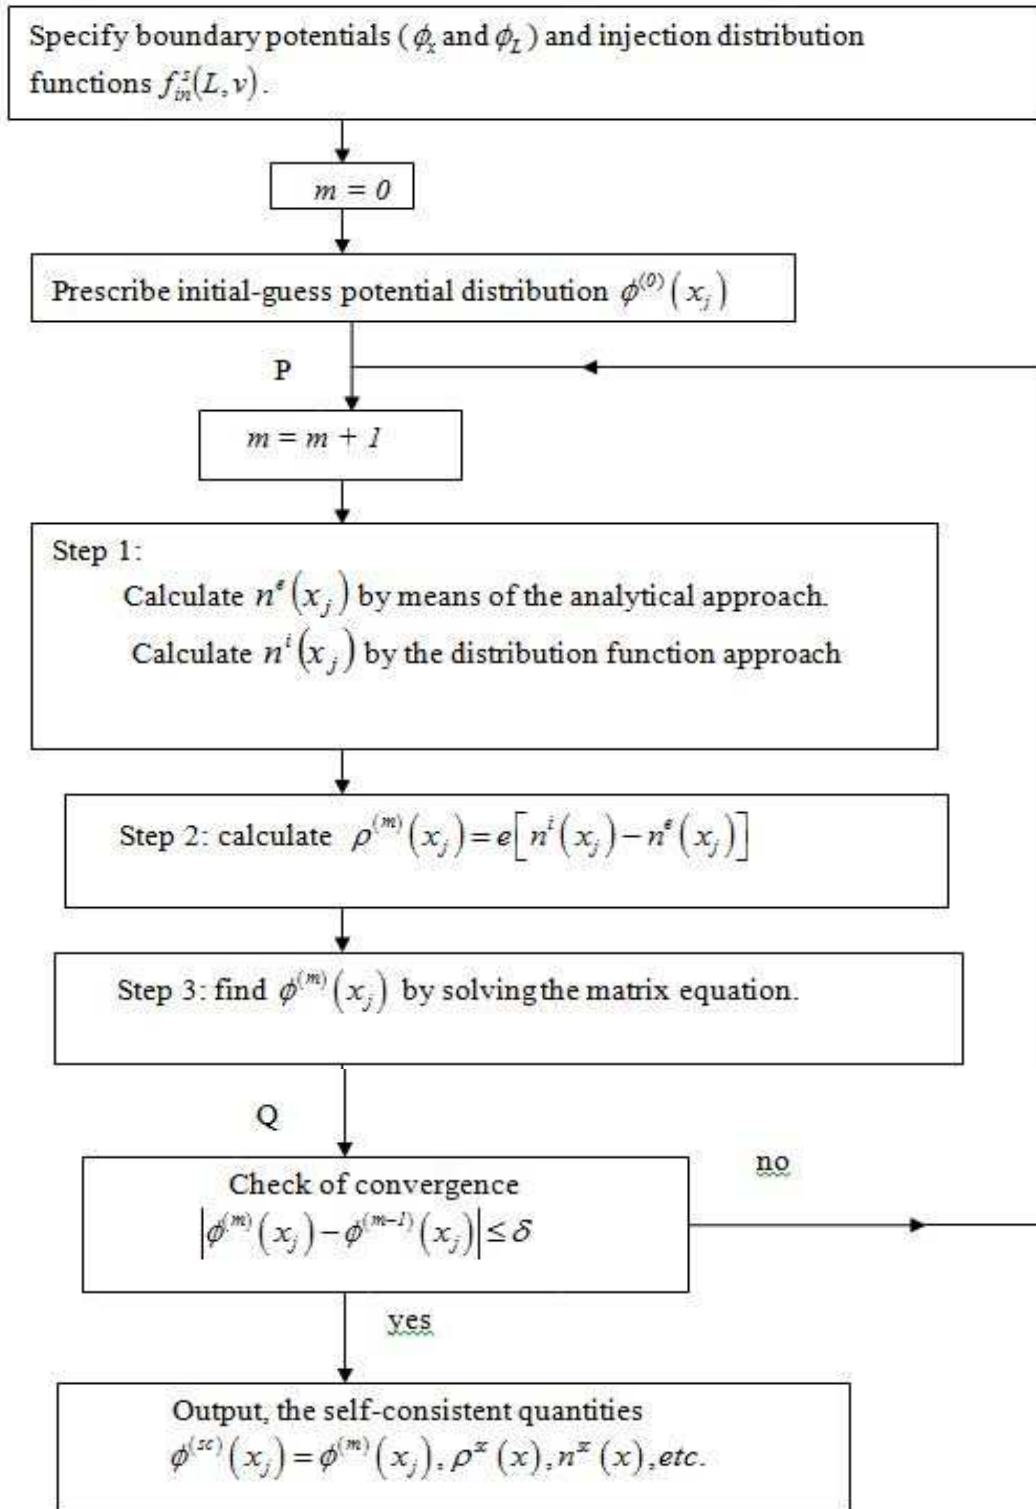 Specify boundary potentials (ϕₓ and ϕ_L) and injection distribution
functions f_in^s(L, v).
m = 0
Prescribe initial-guess potential distribution ϕ^(0)(x_j)
P
m = m + 1
Step 1:
Calculate n^e(x_j) by means of the analytical approach.
Calculate n^i(x_j) by the distribution function approach
Step 2: calculate ρ^(m)(x_j) = e[n^i(x_j) − n^e(x_j)]
Step 3: find ϕ^(m)(x_j) by solving the matrix equation.
Q
Check of convergence
|ϕ^(m)(x_j) − ϕ^(m−1)(x_j)| ≤ δ
no
yes
Output, the self-consistent quantities
ϕ^(sc)(x_j) = ϕ^(m)(x_j), ρ^x(x), n^x(x), etc.